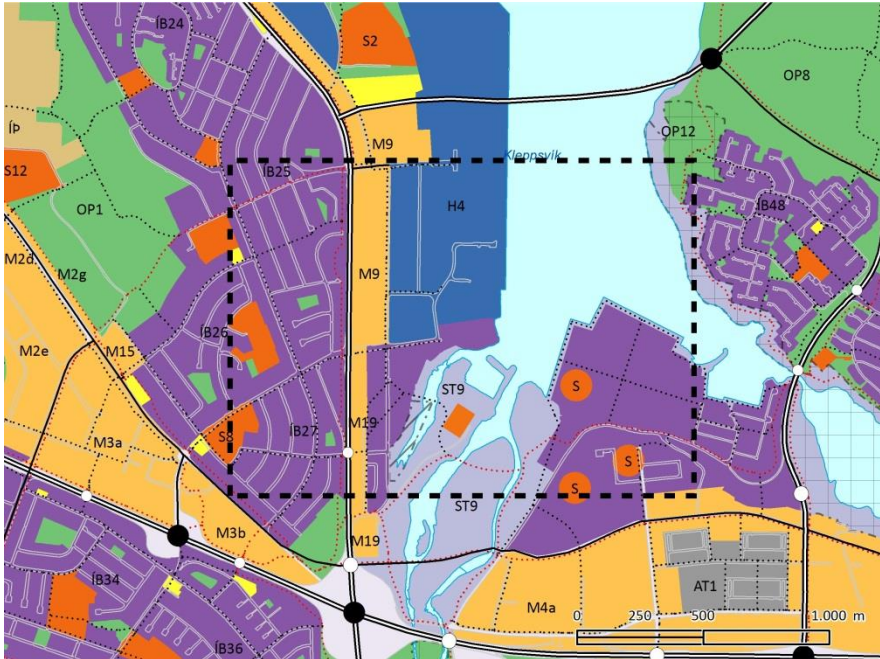 ÍB24
S2
OP8
ÍÞ
OP12
Kleppsvik
M9
S12
ÍB25
OP1
H4
ÍB48
M2d
M2g
M9
M15
ÍB26
M2e
ST9
S
M19
S8
ÍB27
M3a
S
S
ST9
M3b
M19
AT1
ÍB34
M4a
0 250 500 1.000 m
ÍB36